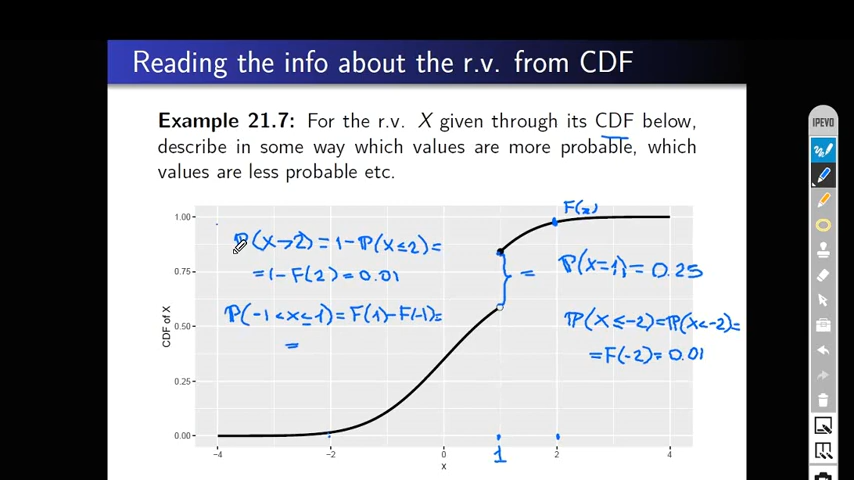 Reading the info about the r.v. from CDF
Example 21.7: For the r.v. X given through its CDF below,
describe in some way which values are more probable, which
values are less probable etc.
IPEVO
F(x)
1.00
ℙ(X>2)=1-ℙ(X≤2)=
=1-F(2)=0.01
ℙ(-1<X≤1)=F(1)-F(-1)=
=
= ℙ(X=1)=0.25
ℙ(X≤-2)=ℙ(X<-2)=
=F(-2)=0.01
0.75
0.50
0.25
0.00
CDF of X
-4 -2 0 2 4
1
x